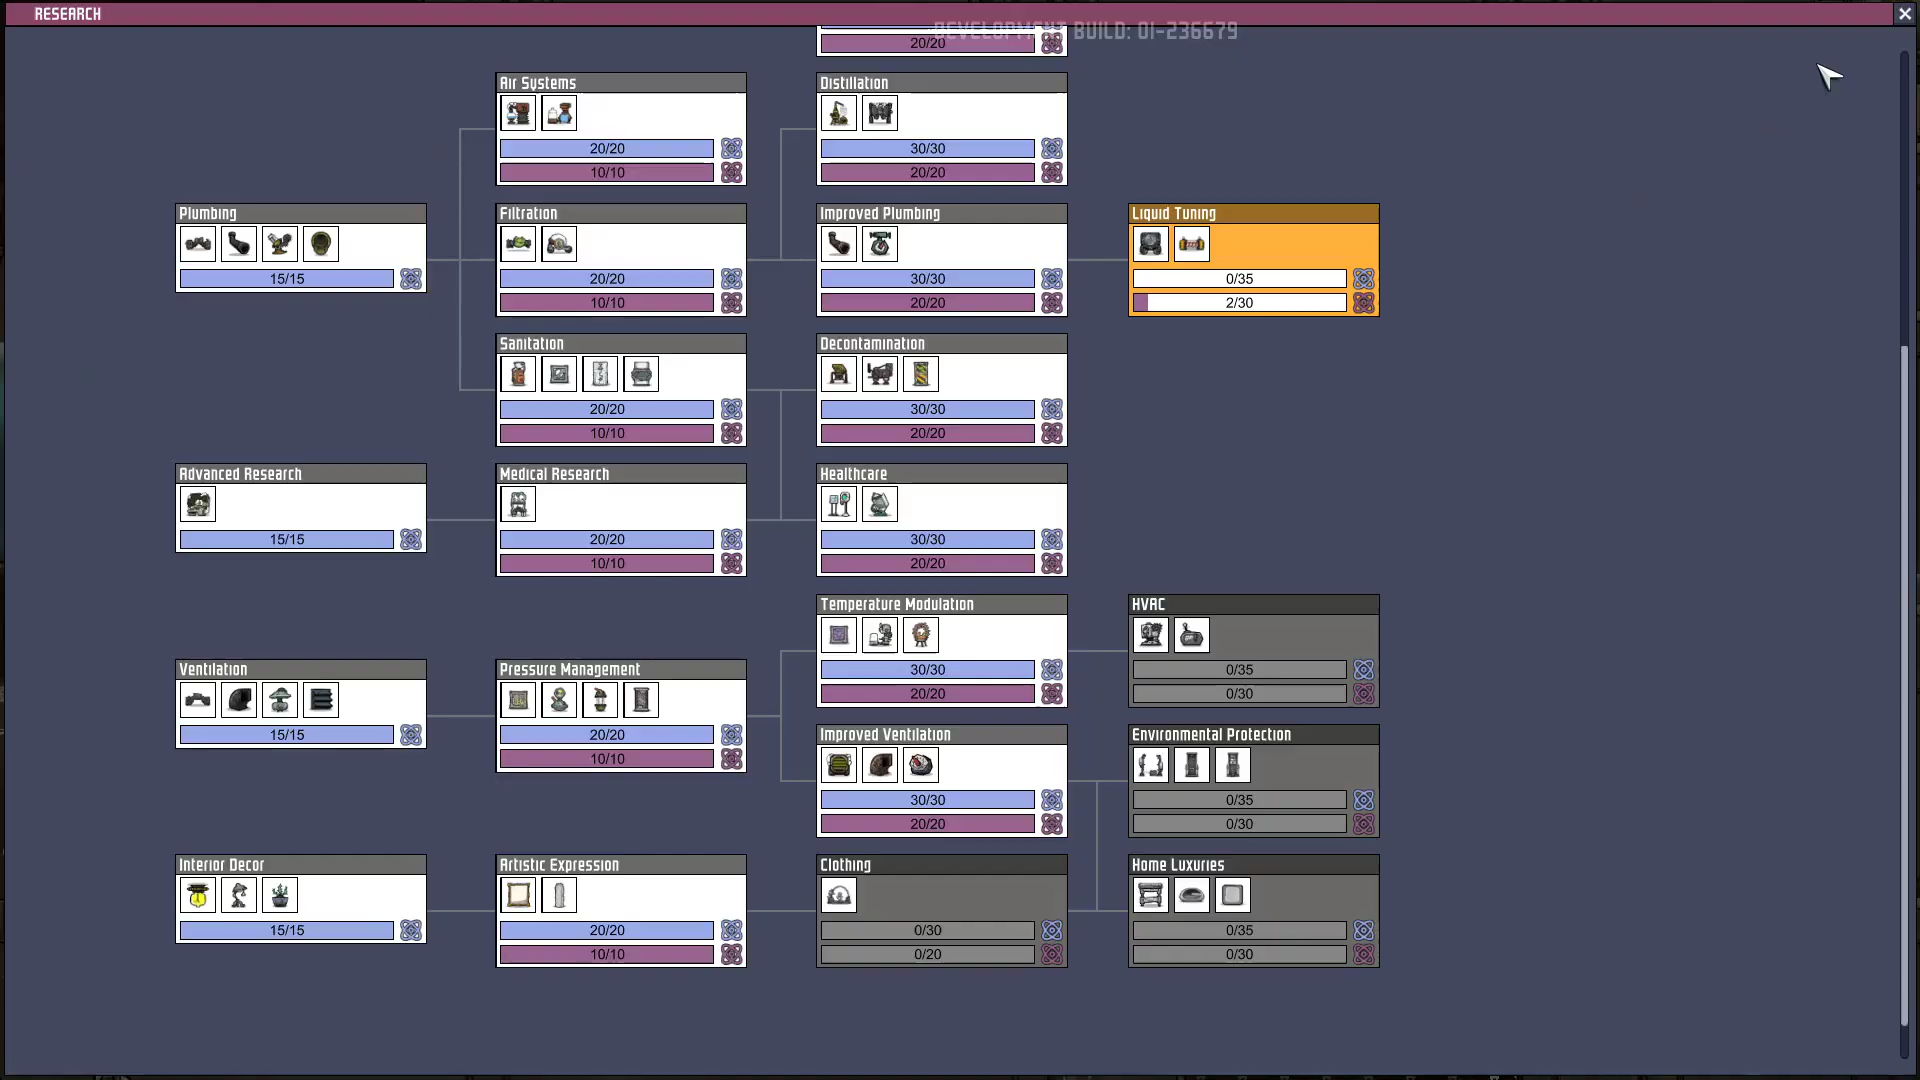 RESEARCH
DEVELOPMENT BUILD: 01-236679
20/20
Air Systems
20/20
10/10
Distillation
30/30
20/20
Plumbing
15/15
Filtration
20/20
10/10
Improved Plumbing
30/30
20/20
Liquid Tuning
0/35
2/30
Sanitation
20/20
10/10
Decontamination
30/30
20/20
Advanced Research
15/15
Medical Research
20/20
10/10
Healthcare
30/30
20/20
Temperature Modulation
30/30
20/20
HVAC
0/35
0/30
Ventilation
15/15
Pressure Management
20/20
10/10
Improved Ventilation
30/30
20/20
Environmental Protection
0/35
0/30
Interior Decor
15/15
Artistic Expression
20/20
10/10
Clothing
0/30
0/20
Home Luxuries
0/35
0/30